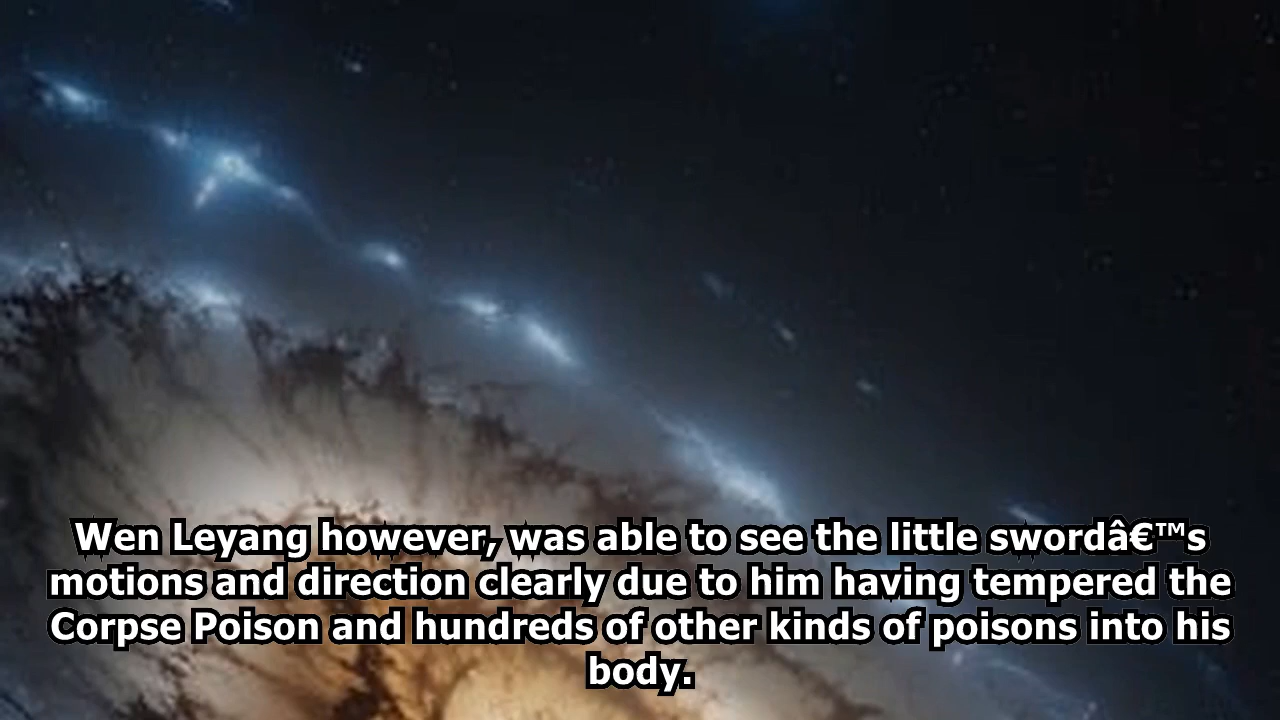 Wen Leyang however, was able to see the little swordâ€™s
motions and direction clearly due to him having tempered the
Corpse Poison and hundreds of other kinds of poisons into his
body.